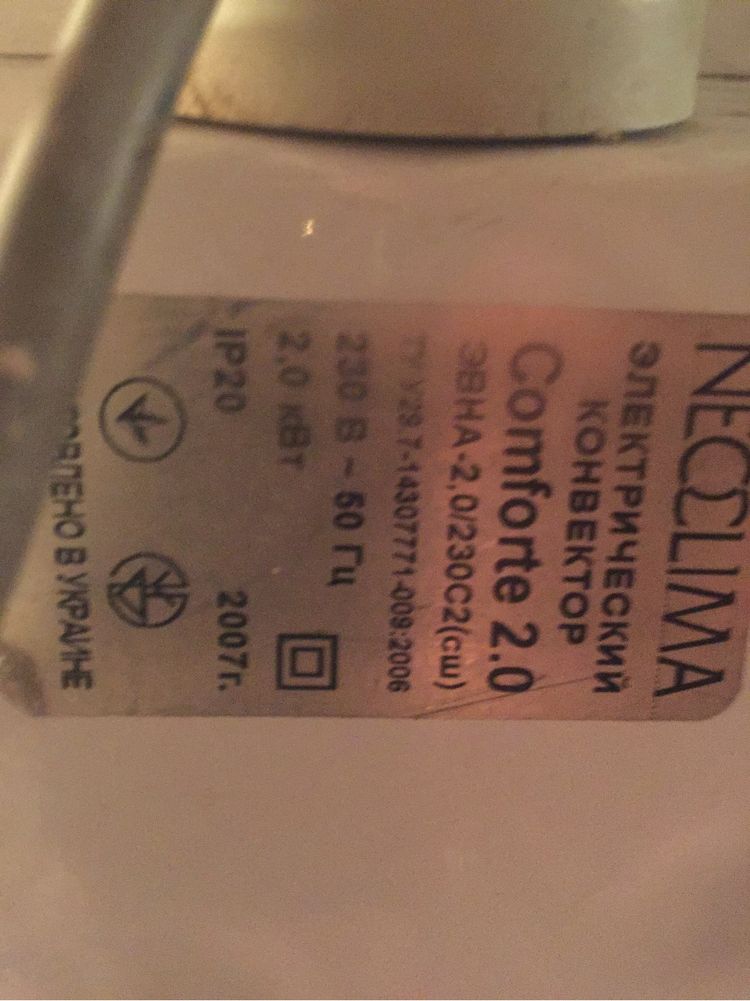 NEOCLIMA
ЭЛЕКТРИЧЕСКИЙ
КОНВЕКТОР
Comforte 2.0
ЭВНА-2,0/230С2(сш)
ТУ У29.7-14307771-009:2006
230 В ~ 50 Гц
2,0 кВт
IP20 2007г.
В УКРАИНЕ